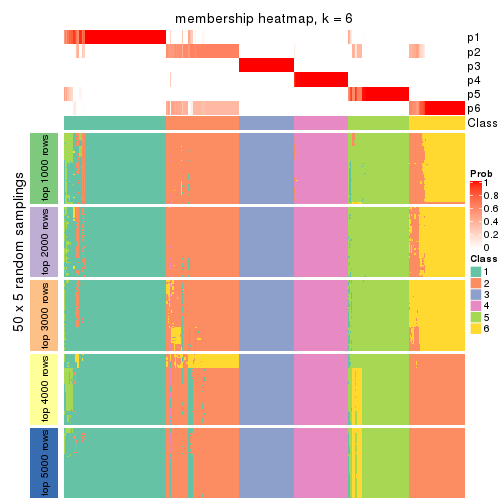 membership heatmap, k = 6
p1
p2
p3
p4
p5
p6
Class
50 x 5 random samplings
top 1000 rows
top 2000 rows
top 3000 rows
top 4000 rows
top 5000 rows
Prob
1
0.8
0.6
0.4
0.2
0
Class
1
2
3
4
5
6